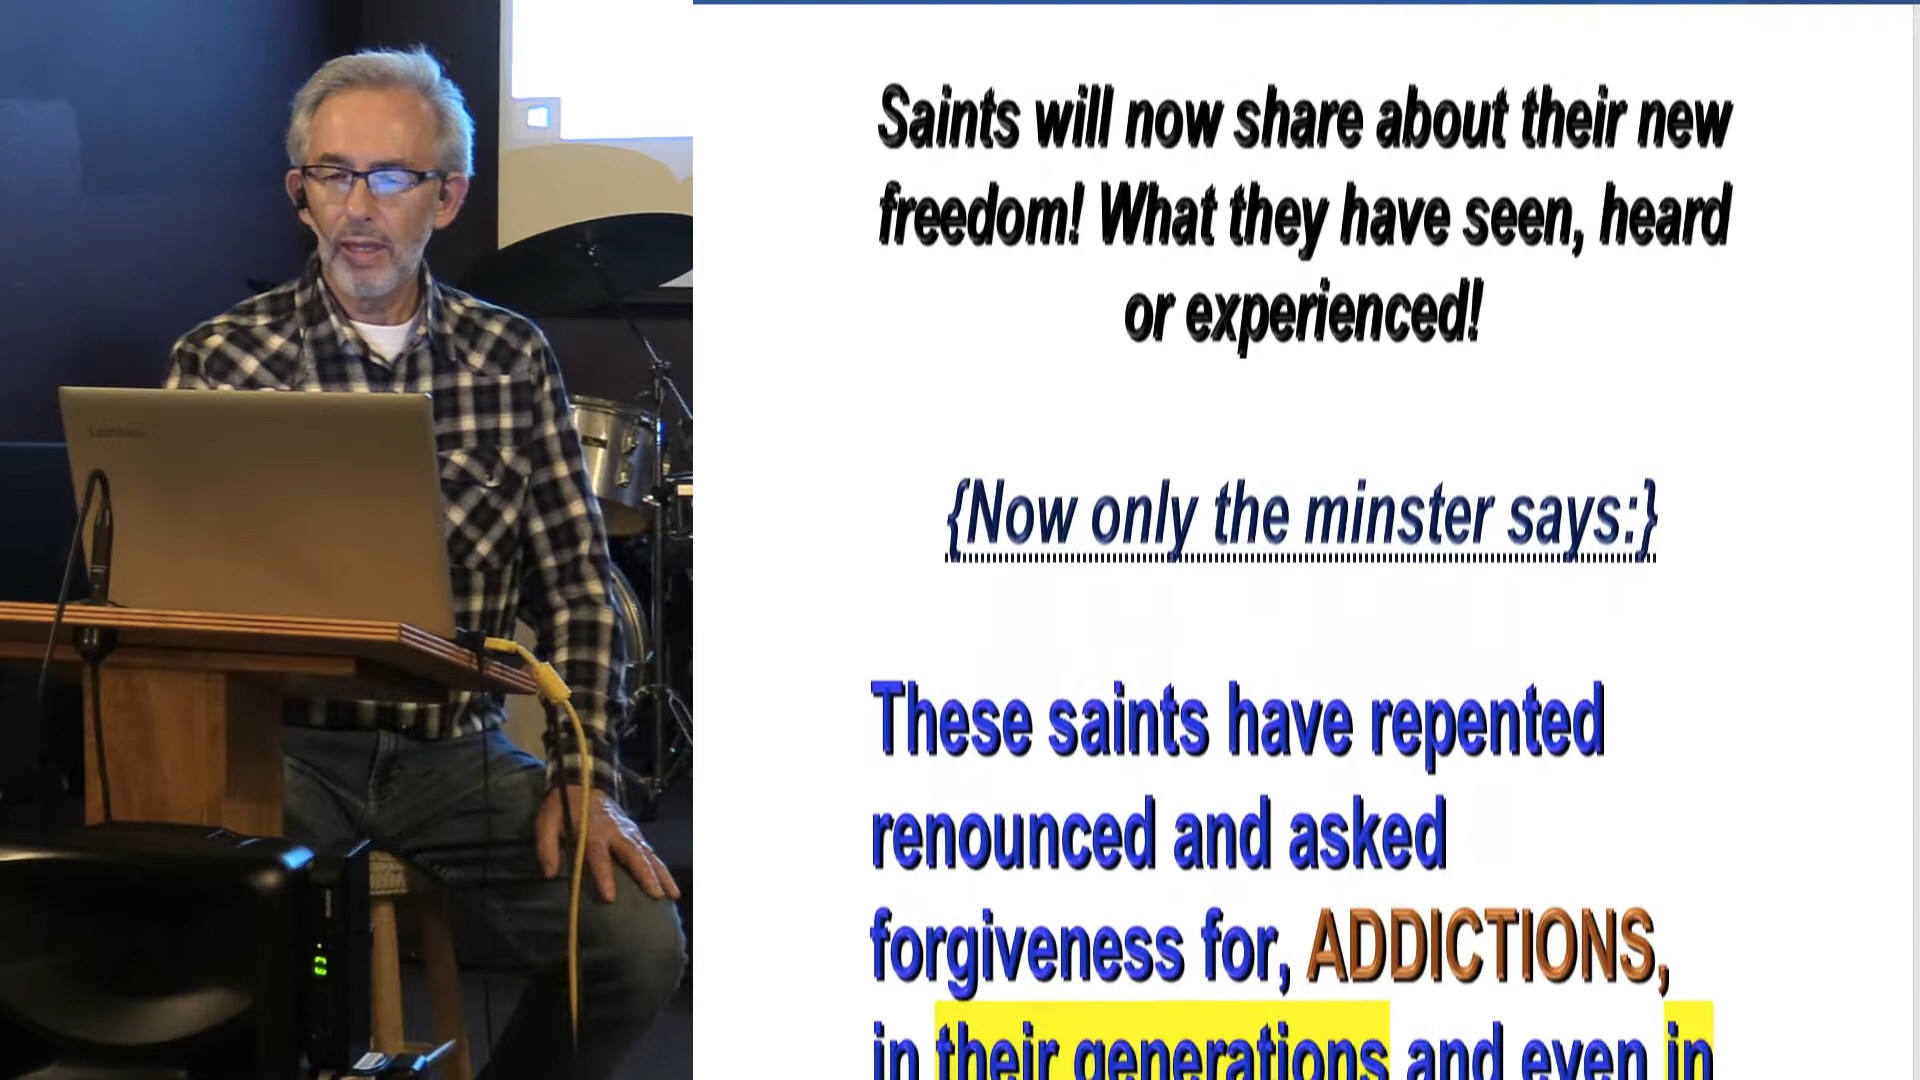 Saints will now share about their new
freedom! What they have seen, heard
or experienced!
{Now only the minster says:}
These saints have repented
renounced and asked
forgiveness for, ADDICTIONS,
in their generations and even in
Lenovo